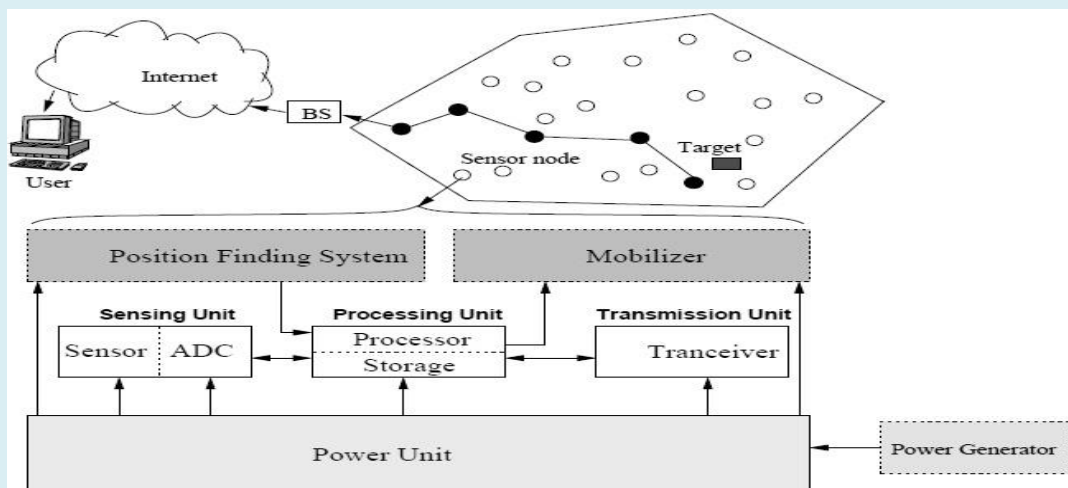 Internet
BS
User
Sensor node
Target
Position Finding System
Mobilizer
Sensing Unit
Processing Unit
Transmission Unit
Sensor
ADC
Processor
Storage
Tranceiver
Power Unit
Power Generator